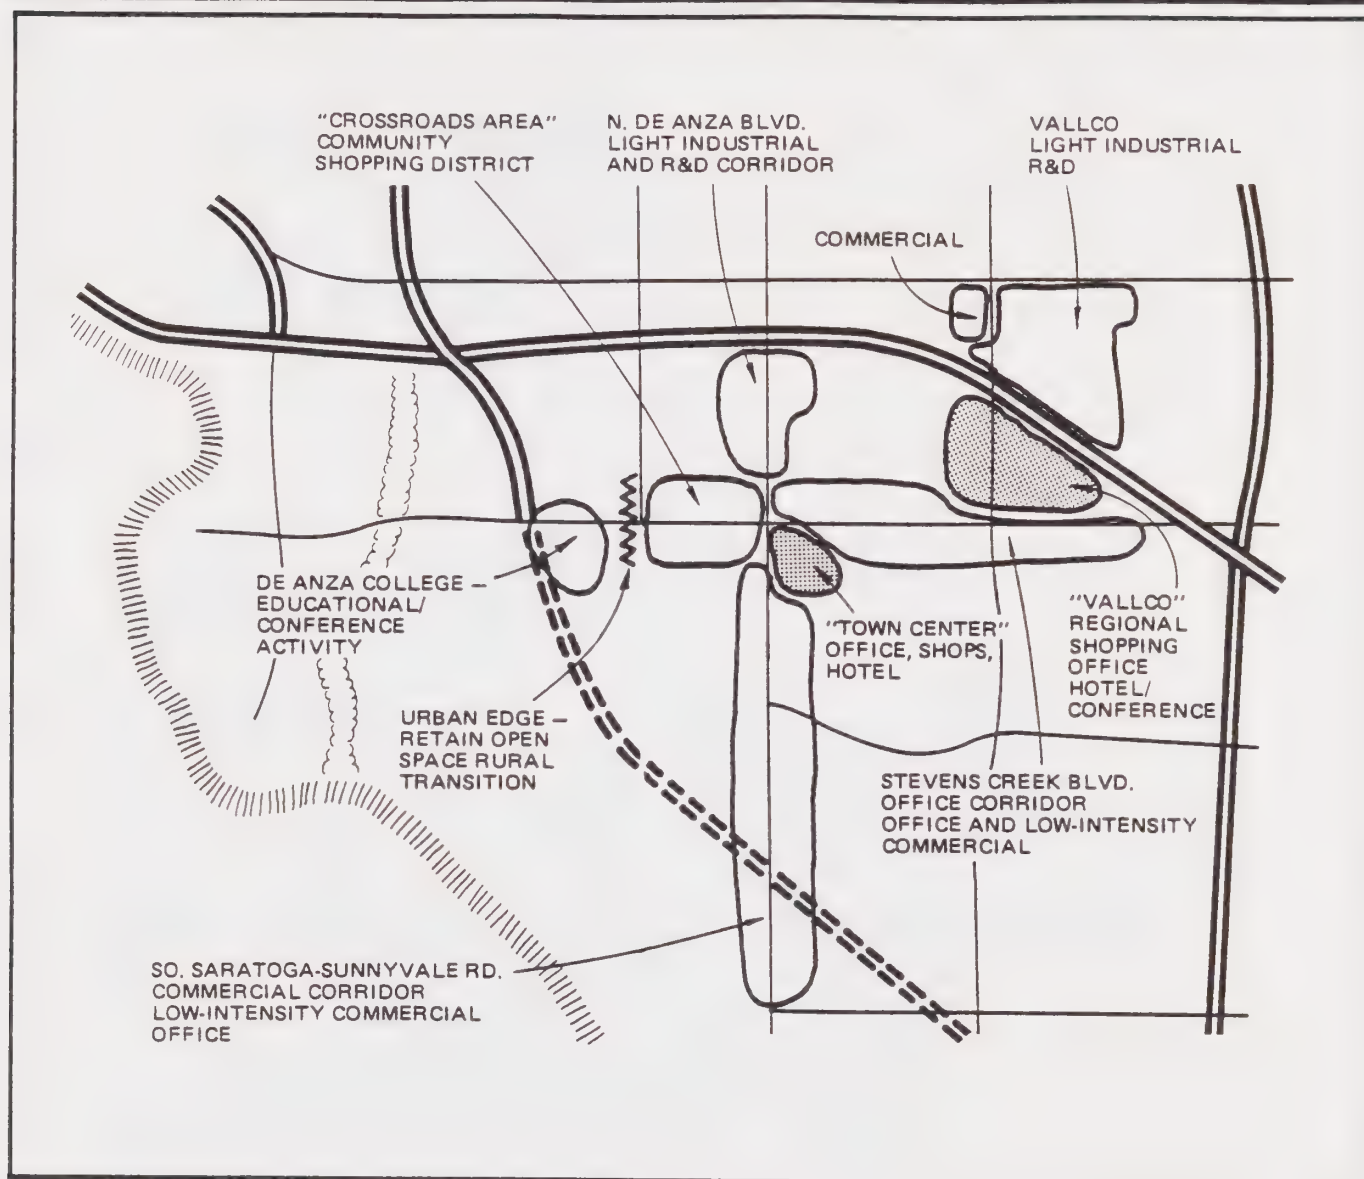 "CROSSROADS AREA"
COMMUNITY
SHOPPING DISTRICT
N. DE ANZA BLVD.
LIGHT INDUSTRIAL
AND R&D CORRIDOR
VALLCO
LIGHT INDUSTRIAL
R&D
COMMERCIAL
DE ANZA COLLEGE –
EDUCATIONAL/
CONFERENCE
ACTIVITY
"TOWN CENTER"
OFFICE, SHOPS,
HOTEL
"VALLCO"
REGIONAL
SHOPPING
OFFICE
HOTEL/
CONFERENCE
URBAN EDGE –
RETAIN OPEN
SPACE RURAL
TRANSITION
STEVENS CREEK BLVD.
OFFICE CORRIDOR
OFFICE AND LOW-INTENSITY
COMMERCIAL
SO. SARATOGA-SUNNYVALE RD.
COMMERCIAL CORRIDOR
LOW-INTENSITY COMMERCIAL
OFFICE